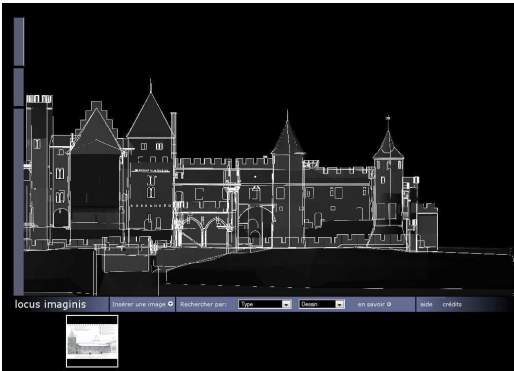 locus imaginis
Insérer une image
Rechercher par:
Type
Dessin
en savoir
aide
crédits